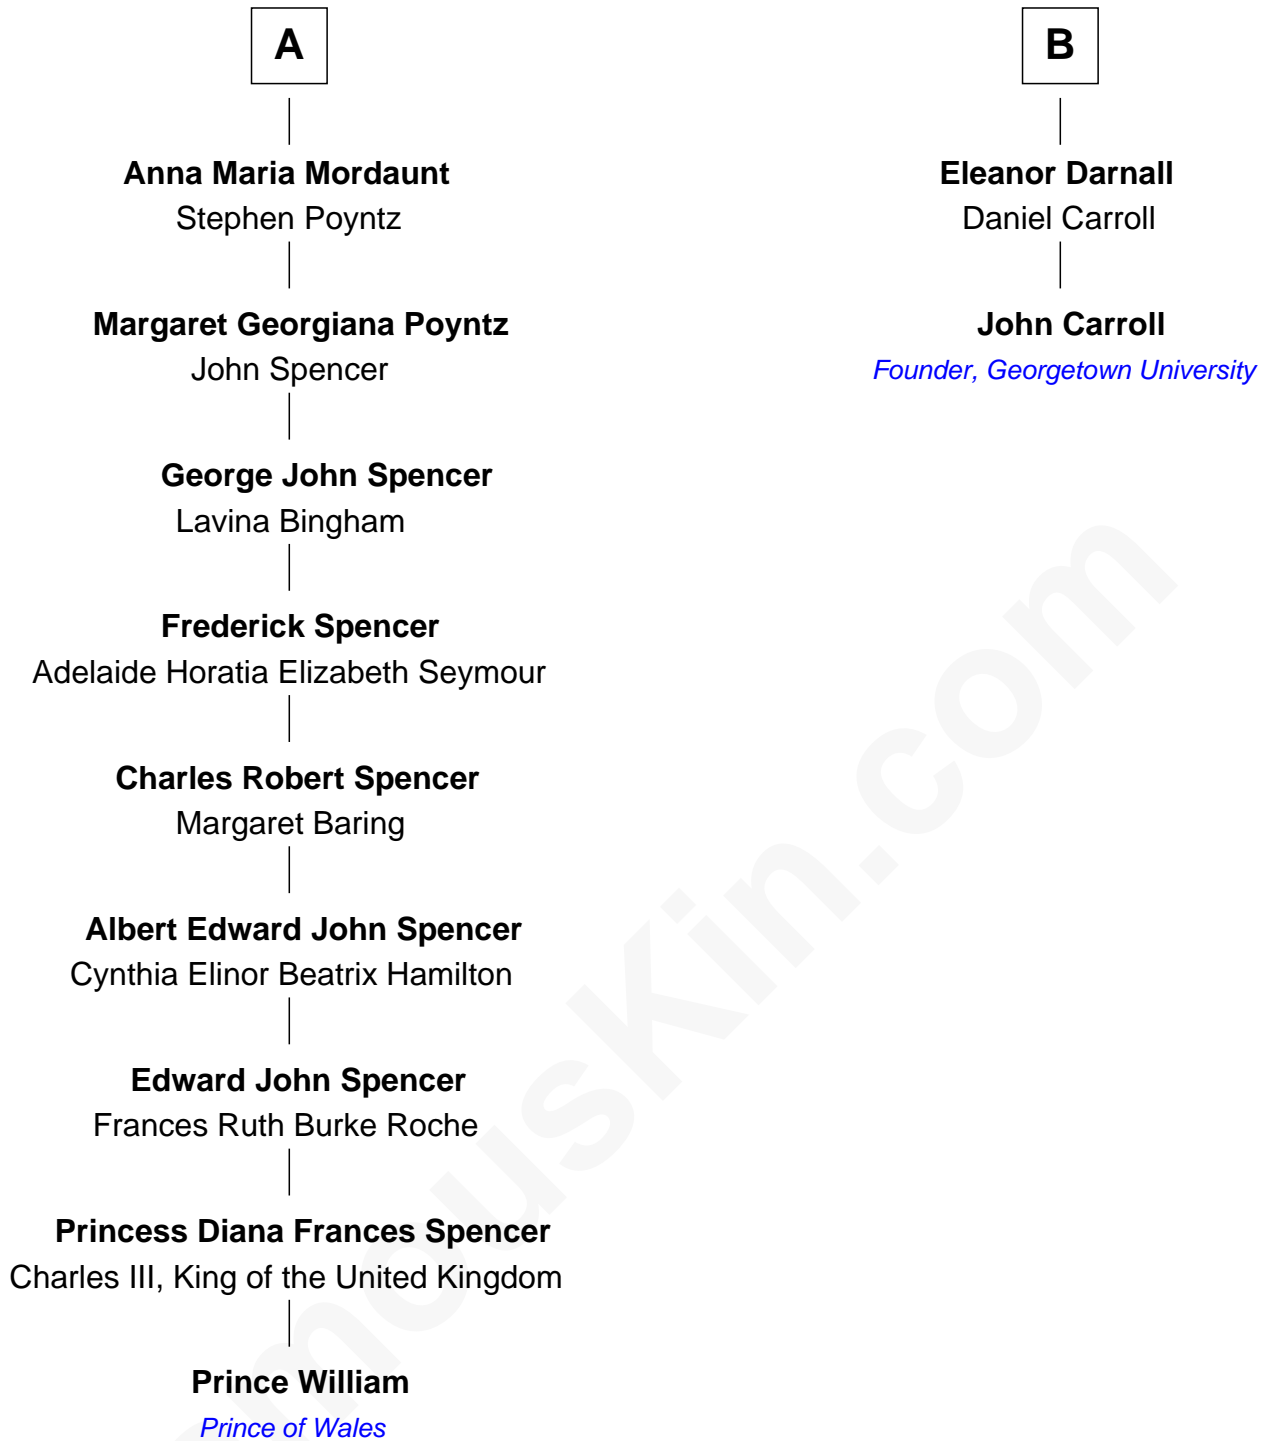 A
Anna Maria Mordaunt
Stephen Poyntz
Margaret Georgiana Poyntz
John Spencer
George John Spencer
Lavina Bingham
Frederick Spencer
Adelaide Horatia Elizabeth Seymour
Charles Robert Spencer
Margaret Baring
Albert Edward John Spencer
Cynthia Elinor Beatrix Hamilton
Edward John Spencer
Frances Ruth Burke Roche
Princess Diana Frances Spencer
Charles III, King of the United Kingdom
Prince William
Prince of Wales
B
Eleanor Darnall
Daniel Carroll
John Carroll
Founder, Georgetown University
mouskin.com